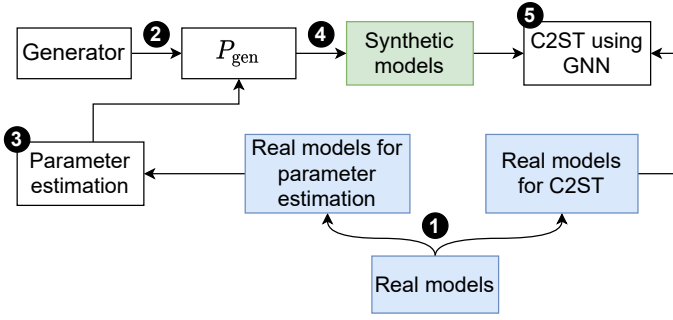 2
4
5
Generator
P_gen
Synthetic
models
C2ST using
GNN
3
Parameter
estimation
Real models for
parameter
estimation
Real models
for C2ST
1
Real models